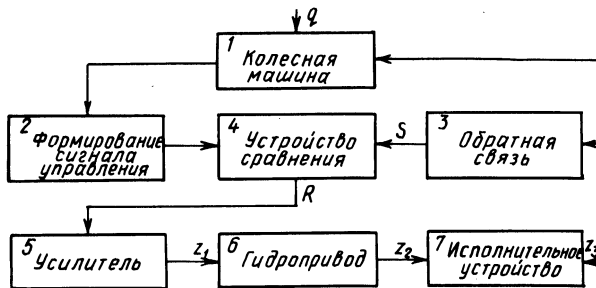 q
1 Колесная
машина
2 Формирование
сигнала
управления
4 Устройство
сравнения
S
3 Обратная
связь
R
5 Усилитель
z₁
6 Гидропривод
z₂
7 Исполнительное
устройство
z₃